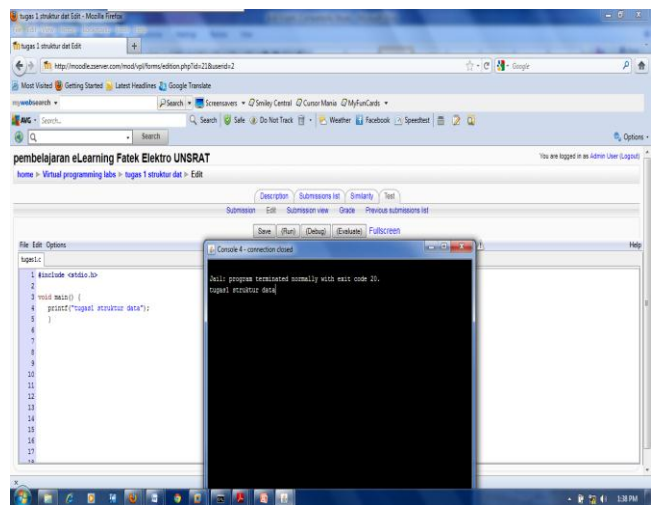 tugas 1 struktur dat Edit - Mozilla Firefox
tugas 1 struktur dat Edit
http://moodle.zserver.com/mod/vpl/forms/edition.php?id=21&userid=2
Google
Most Visited Getting Started Latest Headlines Google Translate
mywebsearch Search Screensavers Smiley Central Cursor Mania MyFunCards
AVG Search.. Search Safe Do Not Track Weather Facebook Speedtest
Search Options
pembelajaran eLearning Fatek Elektro UNSRAT
You are logged in as Admin User (Logout)
home ► Virtual programming labs ► tugas 1 struktur dat ► Edit
Description Submissions list Similarity Test
Submission Edit Submission view Grade Previous submissions list
Save (Run) (Debug) (Evaluate) Fullscreen
File Edit Options
Help
Console 4 - connection closed
tugas1.c
1 #include <stdio.h>
2
3 void main() {
4 printf("tugas1 struktur data");
5 }
6
7
8
9
10
11
12
13
14
15
16
17
18
Jail: program terminated normally with exit code 20.
tugas1 struktur data
1:38 PM